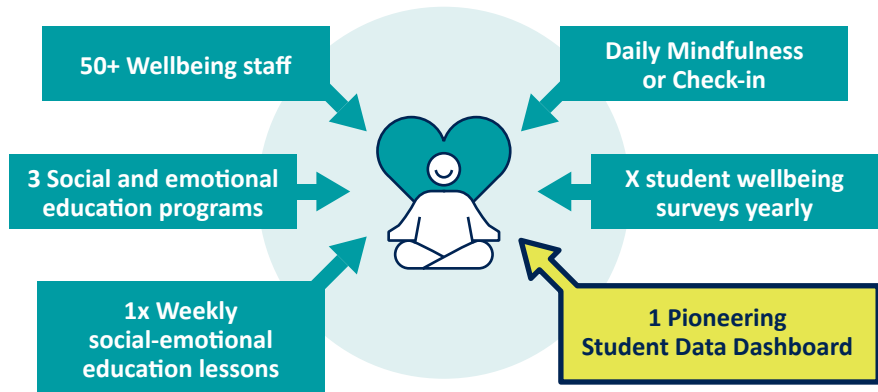 50+ Wellbeing staff
Daily Mindfulness
or Check-in
3 Social and emotional
education programs
X student wellbeing
surveys yearly
1x Weekly
social-emotional
education lessons
1 Pioneering
Student Data Dashboard